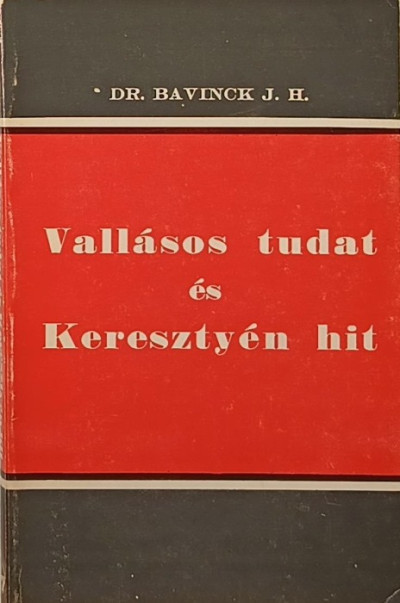 DR. BAVINCK J. H.
Vallásos tudat
és
Keresztyén hit